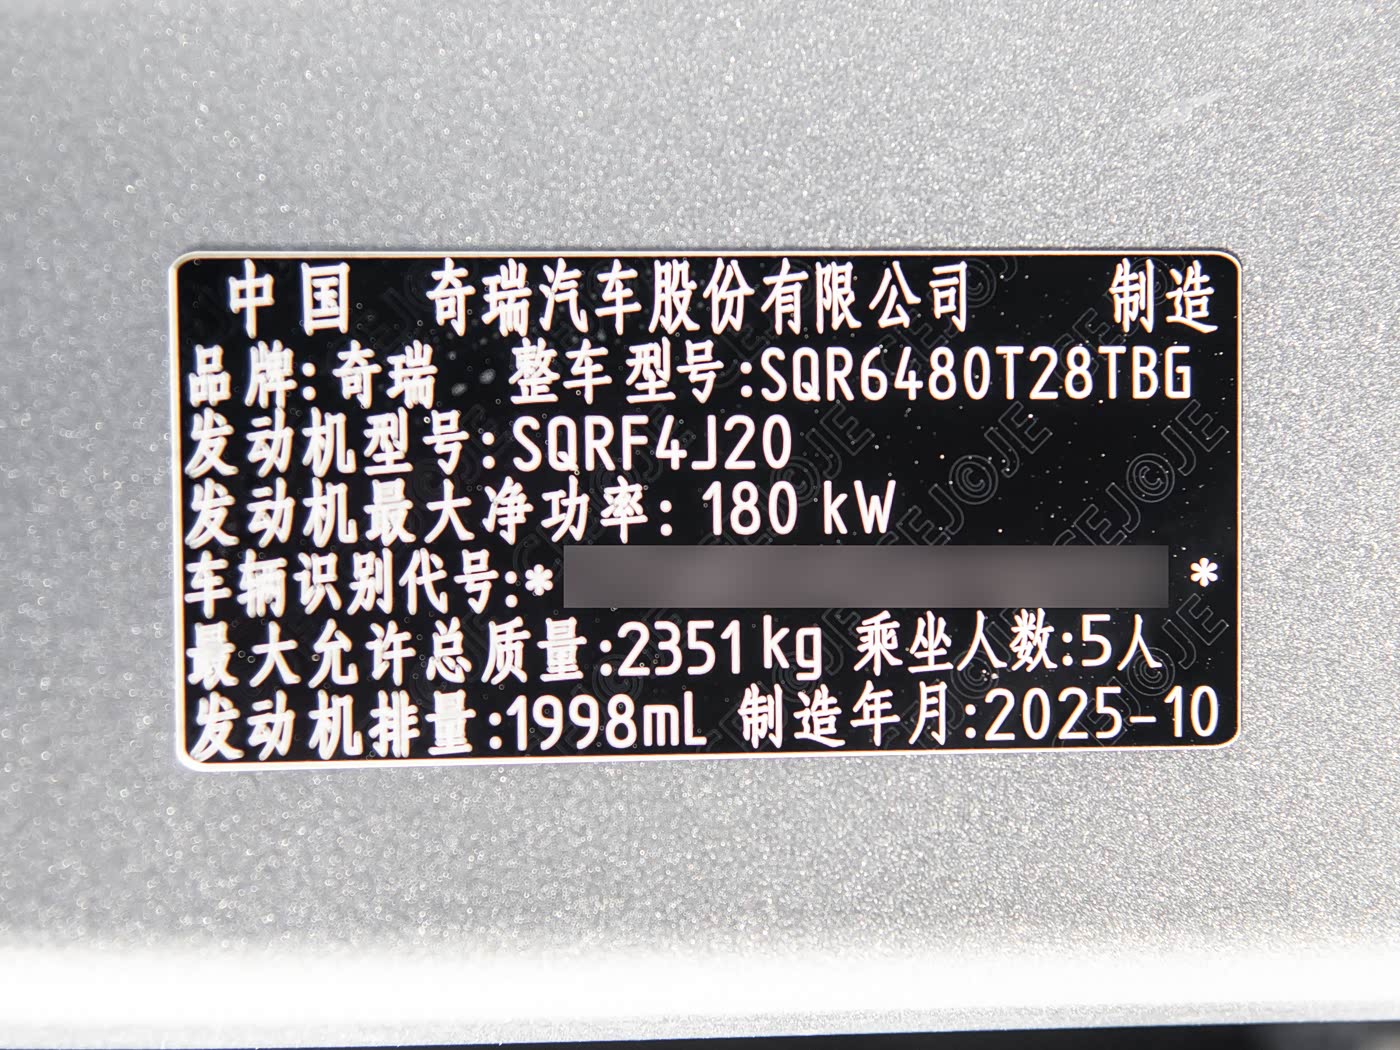 中国 奇瑞汽车股份有限公司 制造
品牌:奇瑞 整车型号:SQR6480T28TBG
发动机型号:SQRF4J20
发动机最大净功率: 180 kW
车辆识别代号:* *
最大允许总质量:2351kg 乘坐人数:5人
发动机排量:1998mL 制造年月:2025-10